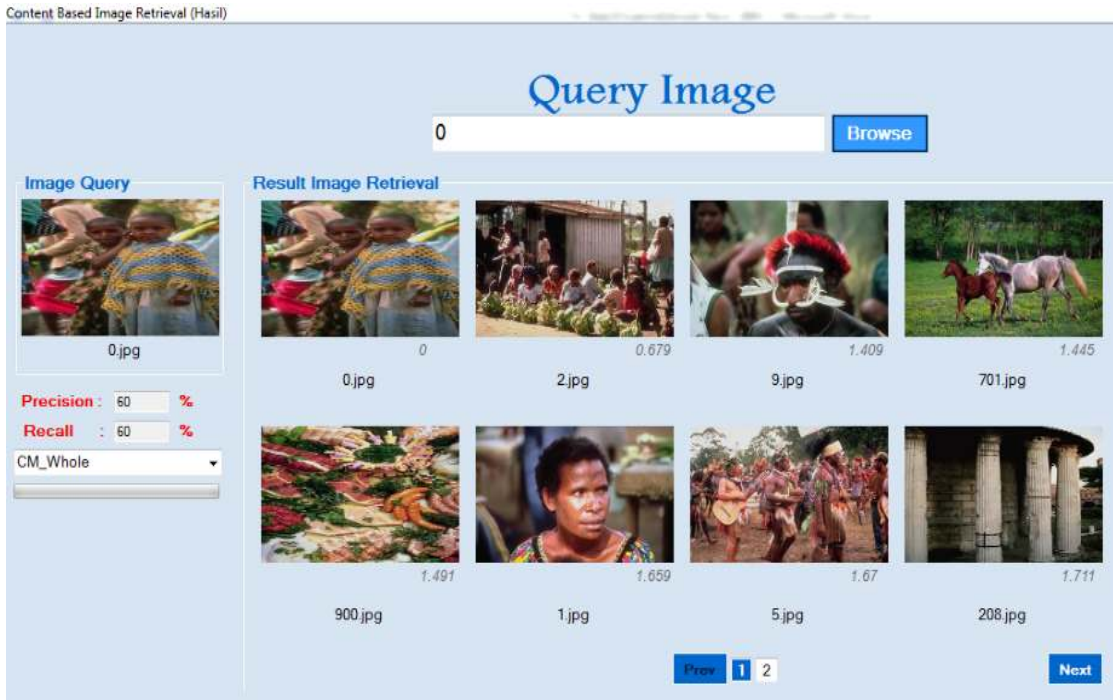 Content Based Image Retrieval (Hasil)
Query Image
0 Browse
Image Query
0.jpg
Precision : 60 %
Recall : 60 %
CM_Whole
Result Image Retrieval
0 0.679 1.409 1.445
0.jpg 2.jpg 9.jpg 701.jpg
1.491 1.659 1.67 1.711
900.jpg 1.jpg 5.jpg 208.jpg
Prev 1 2 Next